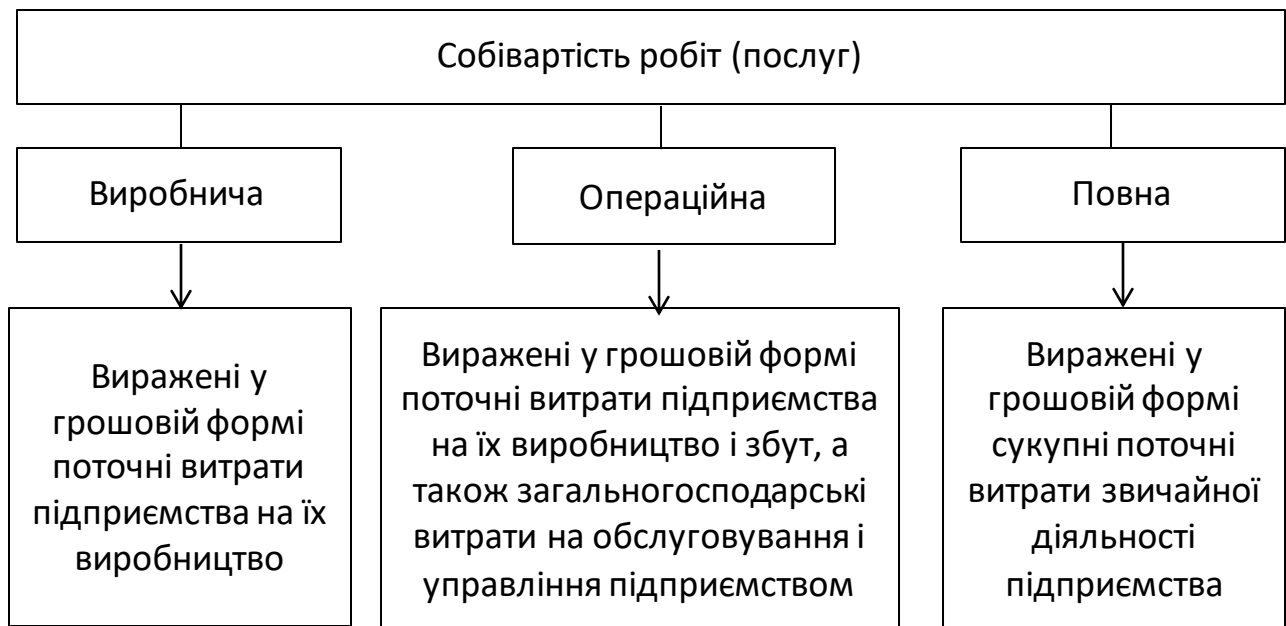 Собівартість робіт (послуг)
Виробнича
Операційна
Повна
Виражені у
грошовій формі
поточні витрати
підприємства на їх
виробництво
Виражені у грошовій формі
поточні витрати підприємства
на їх виробництво і збут, а
також загальногосподарські
витрати на обслуговування і
управління підприємством
Виражені у
грошовій формі
сукупні поточні
витрати звичайної
діяльності
підприємства